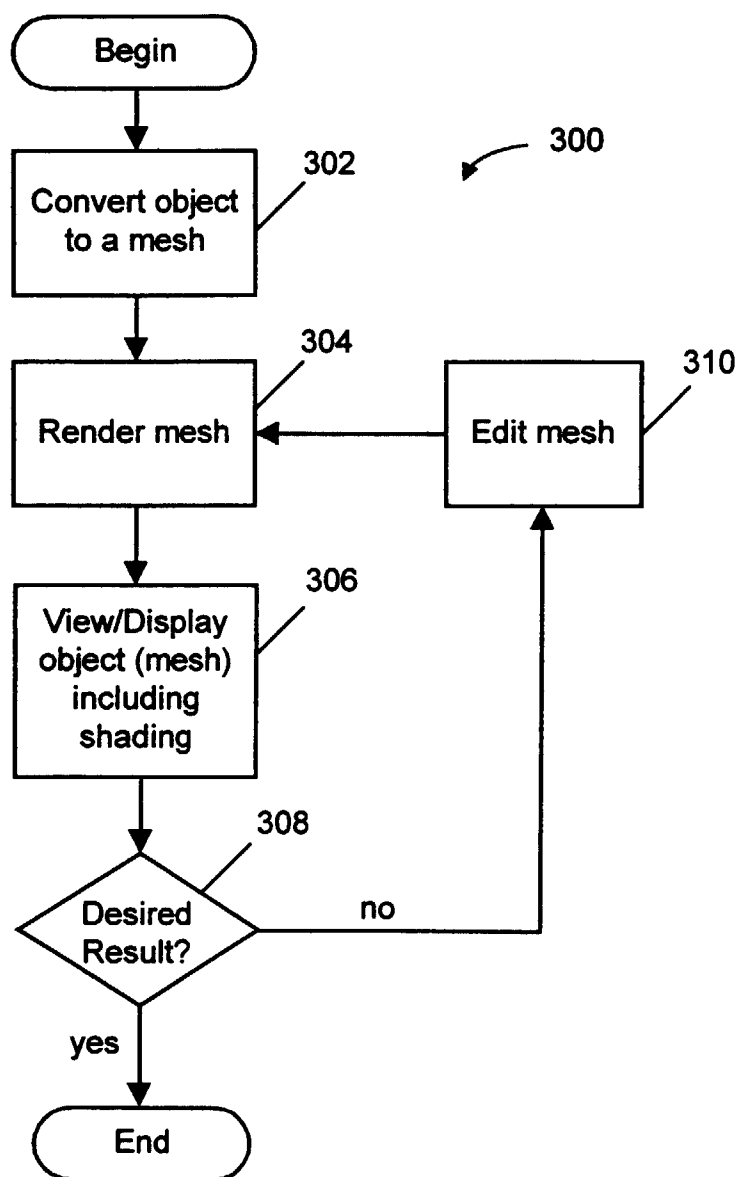 Begin
300
302
Convert object
to a mesh
304
310
Render mesh
Edit mesh
306
View/Display
object (mesh)
including
shading
308
Desired
Result?
no
yes
End